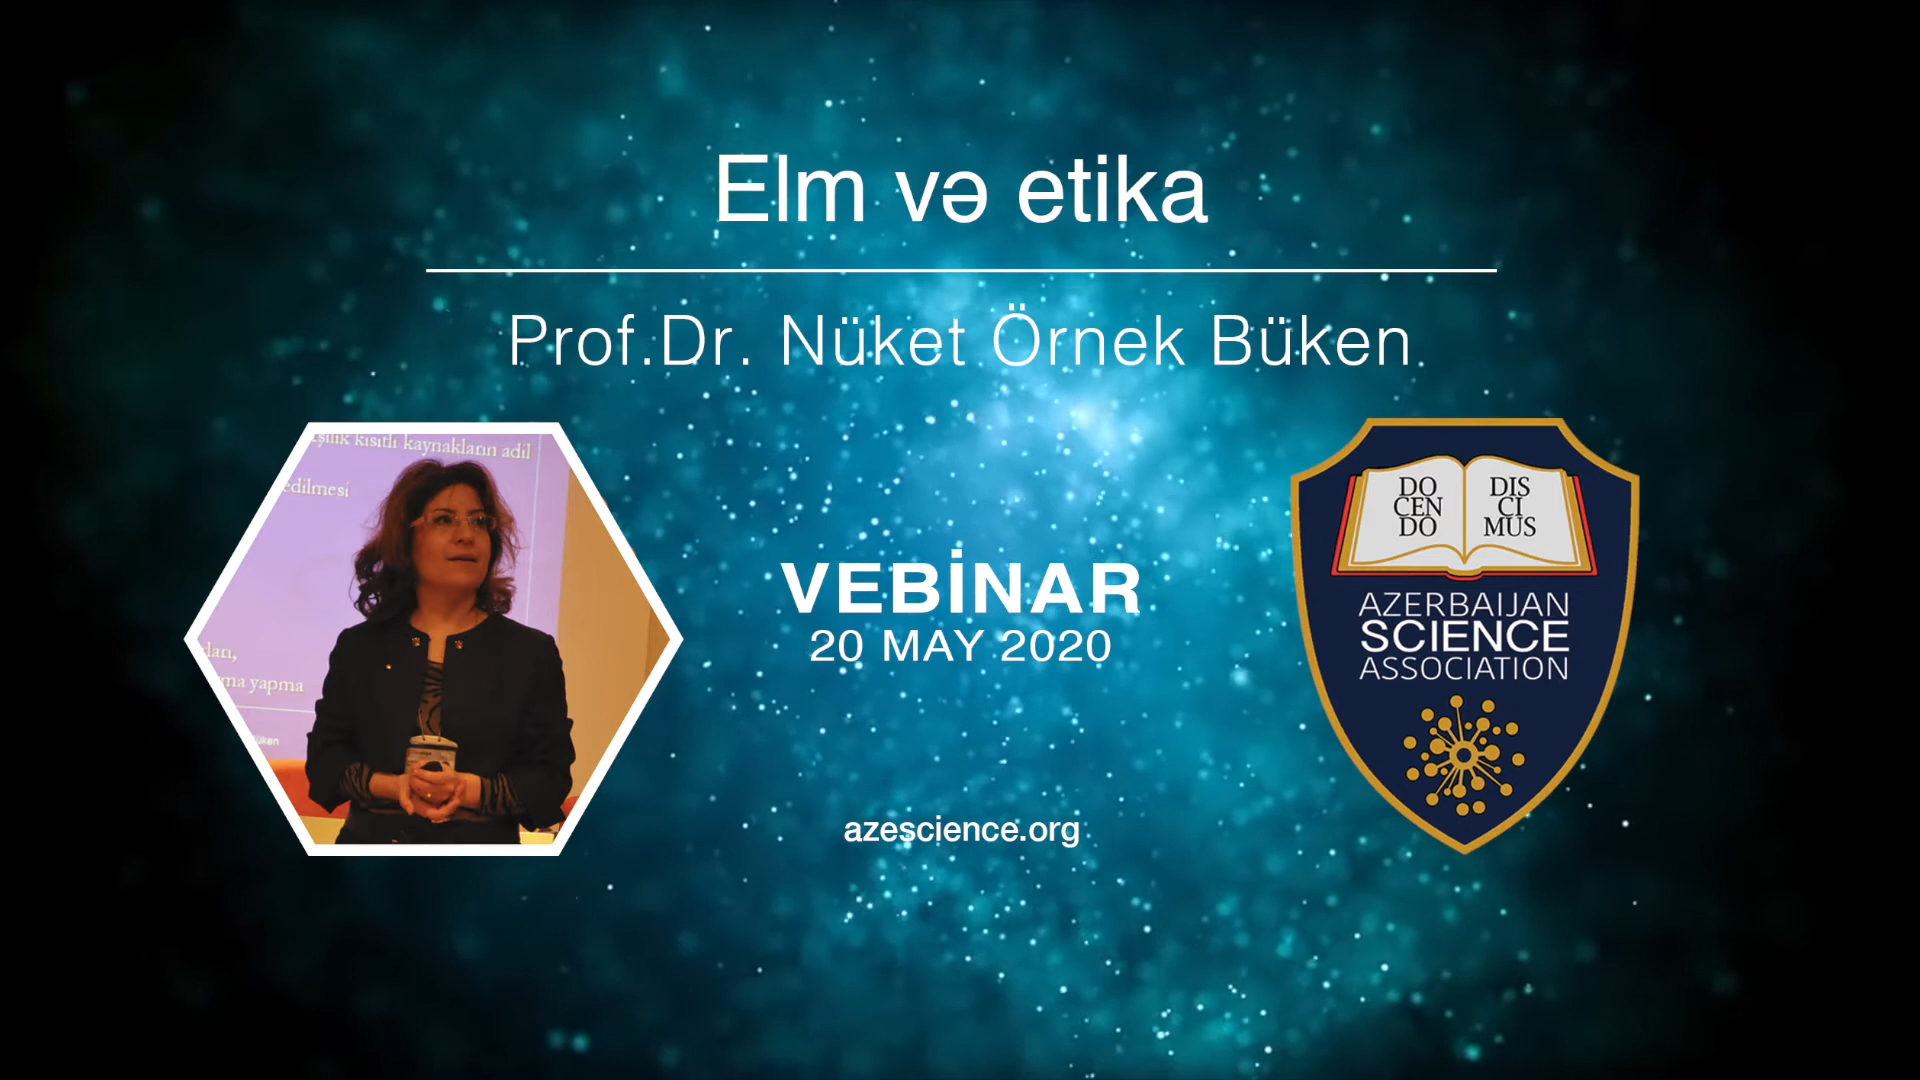 Elm və etika
Prof.Dr. Nüket Örnek Büken
kısıtlı kaynakların adil
edilmesi
yapma
VEBİNAR
20 MAY 2020
azescience.org
DO
CEN
DO
DIS
CI
MUS
AZERBAIJAN
SCIENCE
ASSOCIATION